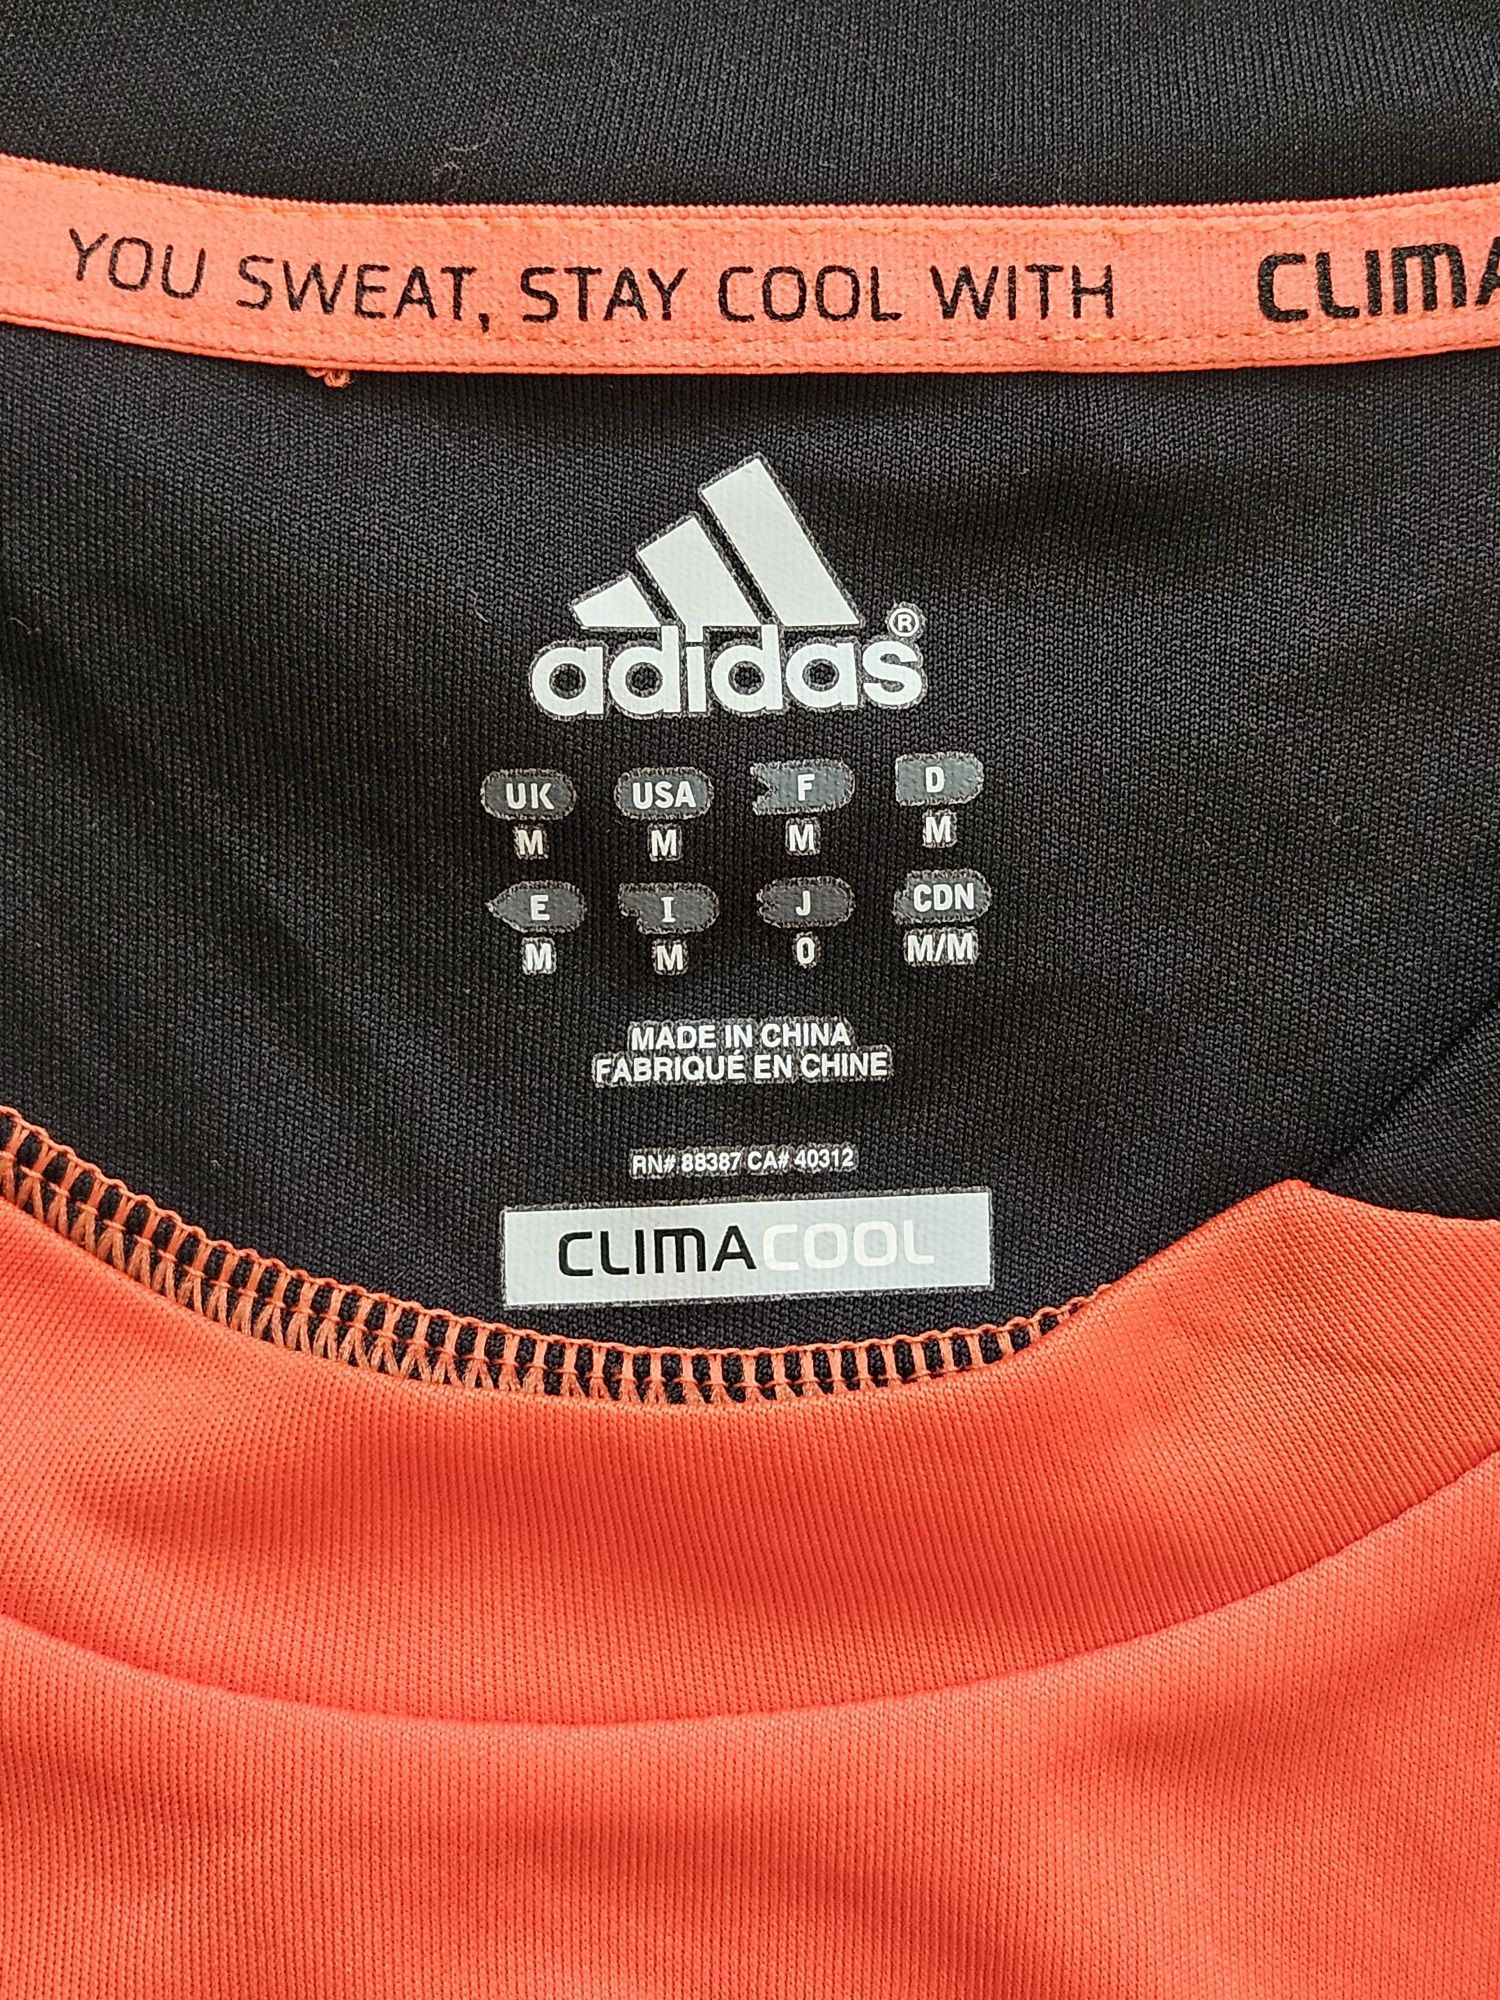 YOU SWEAT, STAY COOL WITH CLIMA
adidas®
UK USA F D
M M M M
E I J CDN
M M O M/M
MADE IN CHINA
FABRIQUÉ EN CHINE
RN# 88387 CA# 40312
CLIMACOOL